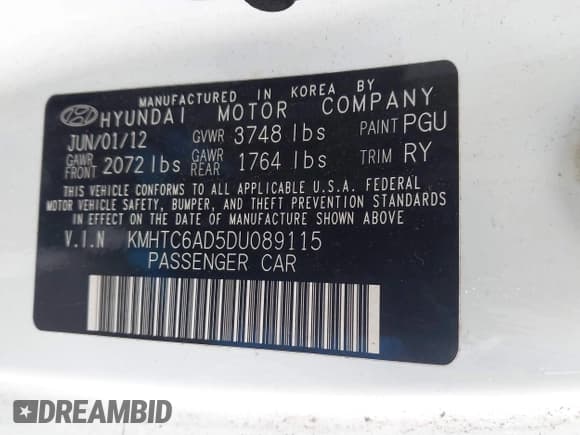 MANUFACTURED IN KOREA BY
HYUNDAI MOTOR COMPANY
JUN/01/12 GVWR 3748 lbs PAINT PGU
GAWR FRONT 2072 lbs GAWR REAR 1764 lbs TRIM RY
THIS VEHICLE CONFORMS TO ALL APPLICABLE U.S.A. FEDERAL
MOTOR VEHICLE SAFETY, BUMPER, AND THEFT PREVENTION STANDARDS
IN EFFECT ON THE DATE OF MANUFACTURE SHOWN ABOVE
V.I.N KMHTC6AD5DU089115
PASSENGER CAR
DREAMBID